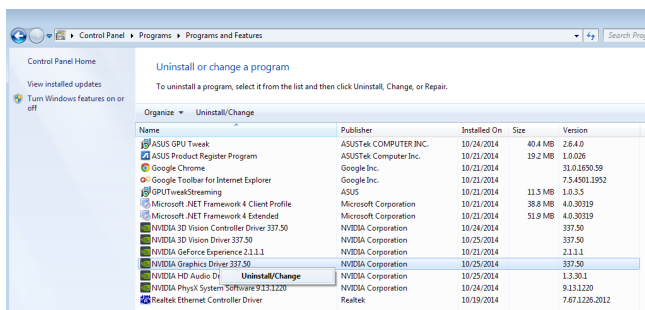 Control Panel Programs Programs and Features Search Prog
Control Panel Home
View installed updates
Turn Windows features on or
off
Uninstall or change a program
To uninstall a program, select it from the list and then click Uninstall, Change, or Repair.
Organize Uninstall/Change
Name Publisher Installed On Size Version
ASUS GPU Tweak ASUSTek COMPUTER INC. 10/24/2014 40.4 MB 2.6.4.0
ASUS Product Register Program ASUSTek Computer Inc. 10/21/2014 19.2 MB 1.0.026
Google Chrome Google Inc. 10/21/2014 31.0.1650.59
Google Toolbar for Internet Explorer Google Inc. 10/21/2014 7.5.4501.1952
GPUTweakStreaming ASUS 10/21/2014 11.5 MB 1.0.3.5
Microsoft .NET Framework 4 Client Profile Microsoft Corporation 10/21/2014 38.8 MB 4.0.30319
Microsoft .NET Framework 4 Extended Microsoft Corporation 10/21/2014 51.9 MB 4.0.30319
NVIDIA 3D Vision Controller Driver 337.50 NVIDIA Corporation 10/24/2014 337.50
NVIDIA 3D Vision Driver 337.50 NVIDIA Corporation 10/25/2014 337.50
NVIDIA GeForce Experience 2.1.1.1 NVIDIA Corporation 10/21/2014 2.1.1.1
NVIDIA Graphics Driver 337.50 NVIDIA Corporation 10/25/2014 337.50
NVIDIA HD Audio Dr Uninstall/Change NVIDIA Corporation 10/25/2014 1.3.30.1
NVIDIA PhysX System Software 9.13.1220 NVIDIA Corporation 10/24/2014 9.13.1220
Realtek Ethernet Controller Driver Realtek 10/19/2014 7.67.1226.2012